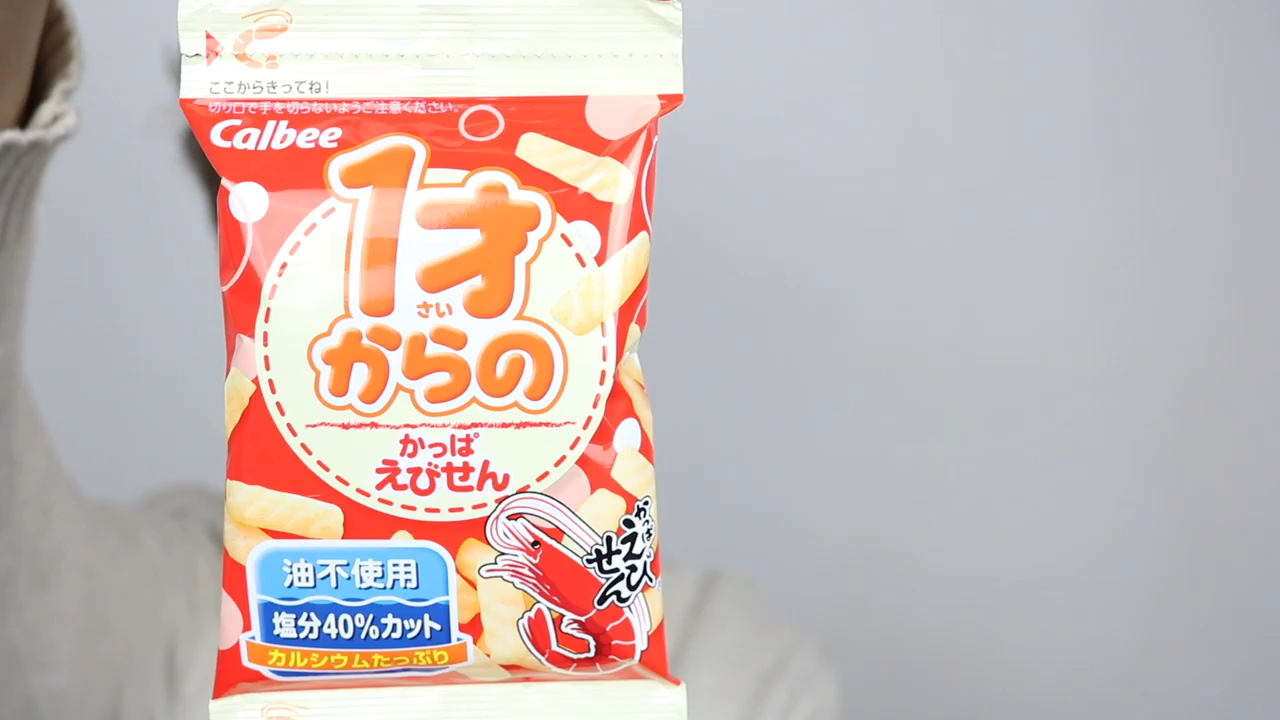 ここからきってね!
切り口で手を切らないようご注意ください。
Calbee
1才
さい
からの
かっぱ
えびせん
かっぱ
えび
せん
油不使用
塩分40%カット
カルシウムたっぷり